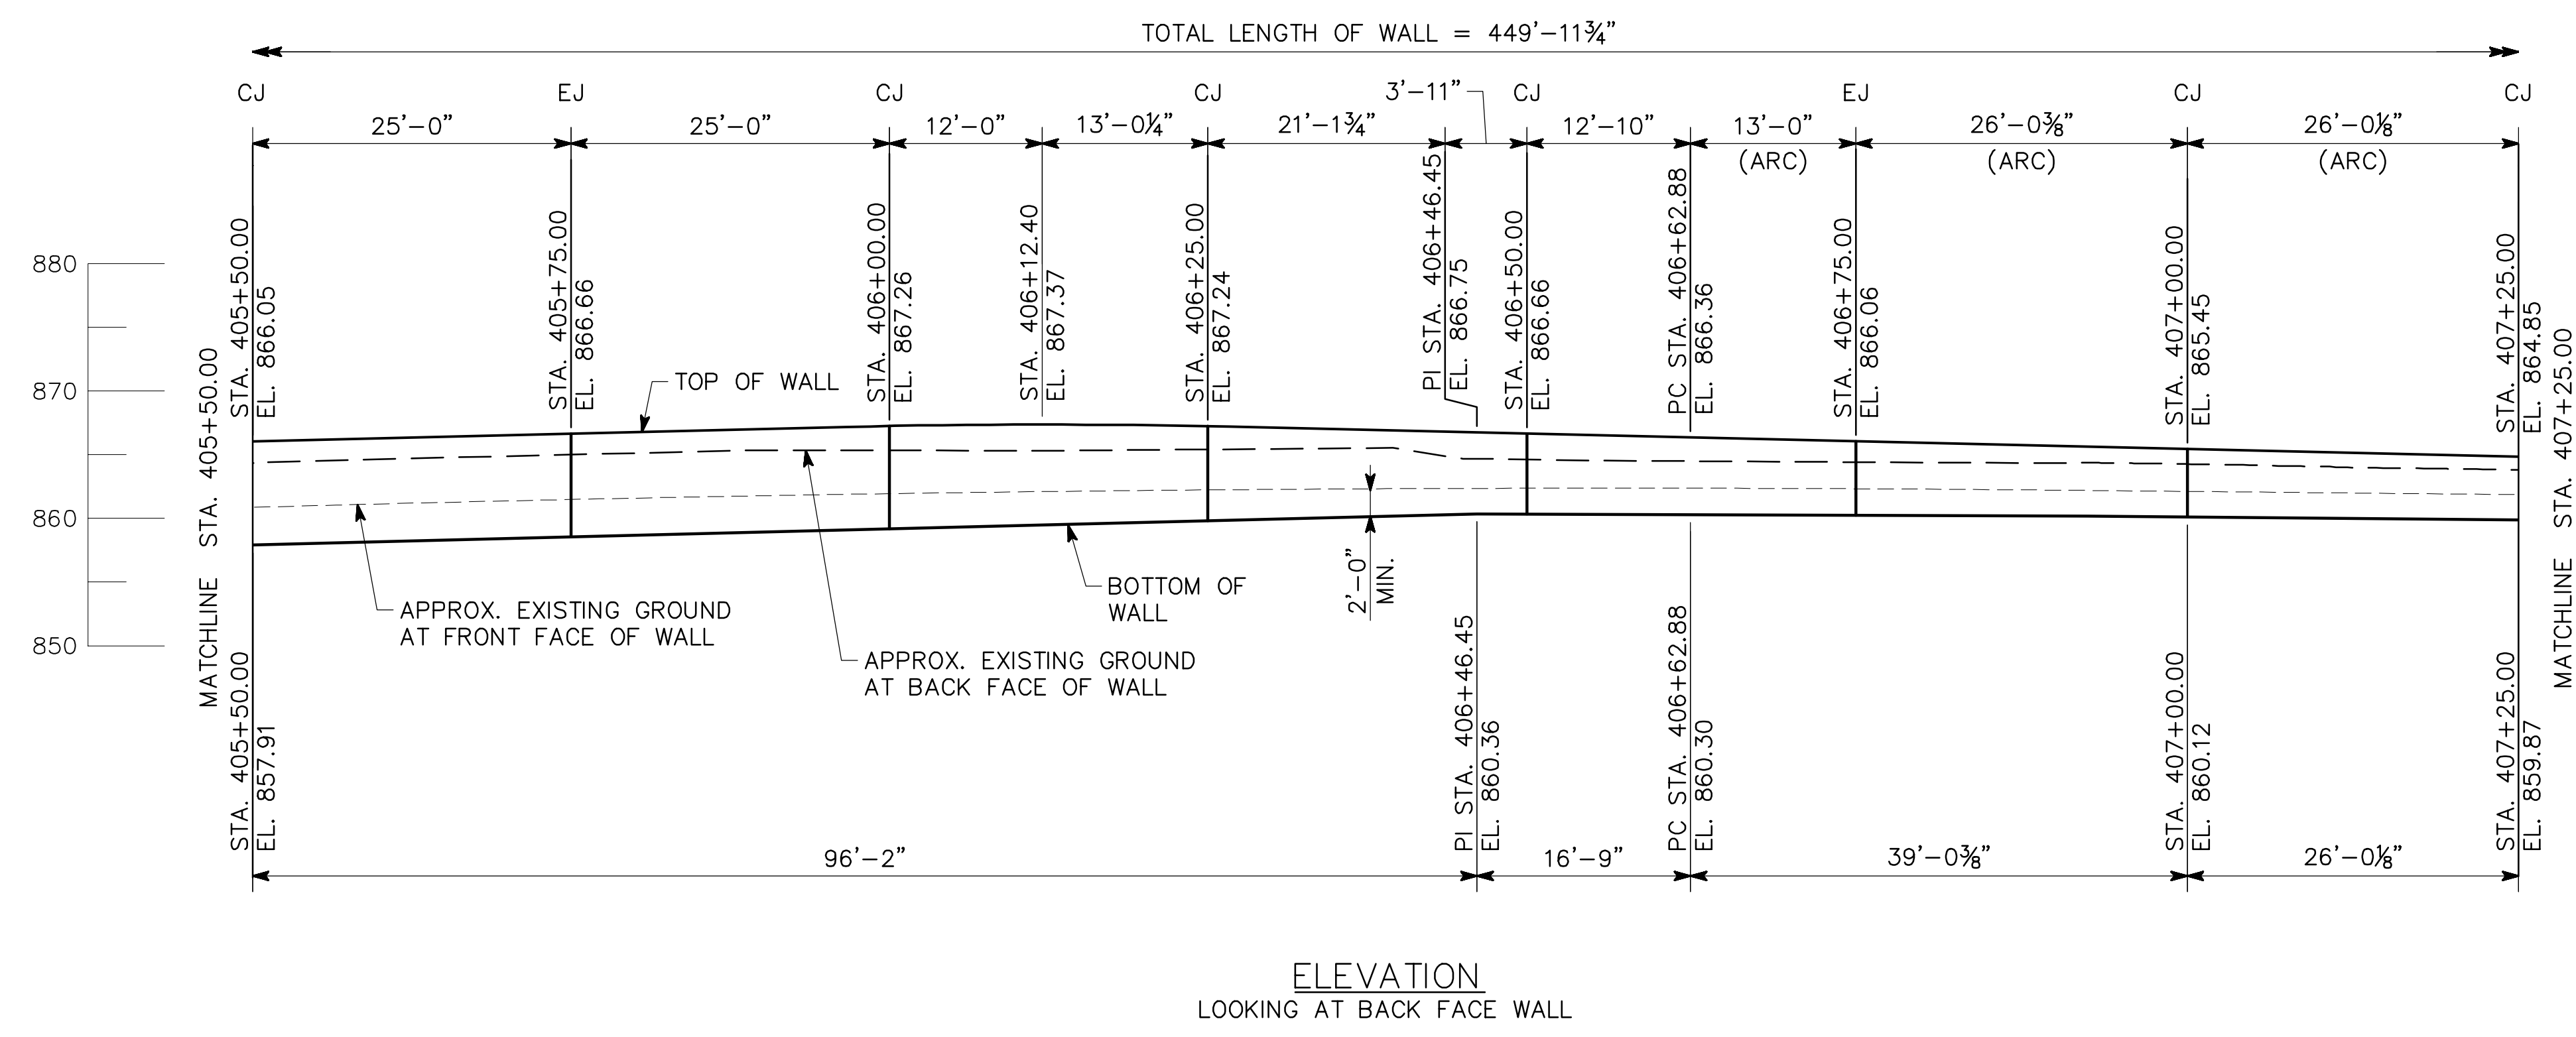 TOTAL LENGTH OF WALL = 449'-11¾"
CJ
EJ
CJ
CJ
3'-11"
CJ
EJ
CJ
CJ
25'-0"
25'-0"
12'-0"
13'-0¼"
21'-1¾"
12'-10"
13'-0"
(ARC)
26'-0⅜"
(ARC)
26'-0⅛"
(ARC)
880
870
860
850
MATCHLINE STA. 405+50.00
STA. 405+50.00
EL. 866.05
STA. 405+75.00
EL. 866.66
STA. 406+00.00
EL. 867.26
STA. 406+12.40
EL. 867.37
STA. 406+25.00
EL. 867.24
PI STA. 406+46.45
EL. 866.75
STA. 406+50.00
EL. 866.66
PC STA. 406+62.88
EL. 866.36
STA. 406+75.00
EL. 866.06
STA. 407+00.00
EL. 865.45
STA. 407+25.00
EL. 864.85
MATCHLINE STA. 407+25.00
TOP OF WALL
APPROX. EXISTING GROUND
AT FRONT FACE OF WALL
APPROX. EXISTING GROUND
AT BACK FACE OF WALL
BOTTOM OF
WALL
2'-0"
MIN.
STA. 405+50.00
EL. 857.91
PI STA. 406+46.45
EL. 860.36
PC STA. 406+62.88
EL. 860.30
STA. 407+00.00
EL. 860.12
STA. 407+25.00
EL. 859.87
96'-2"
16'-9"
39'-0⅜"
26'-0⅛"
ELEVATION
LOOKING AT BACK FACE WALL